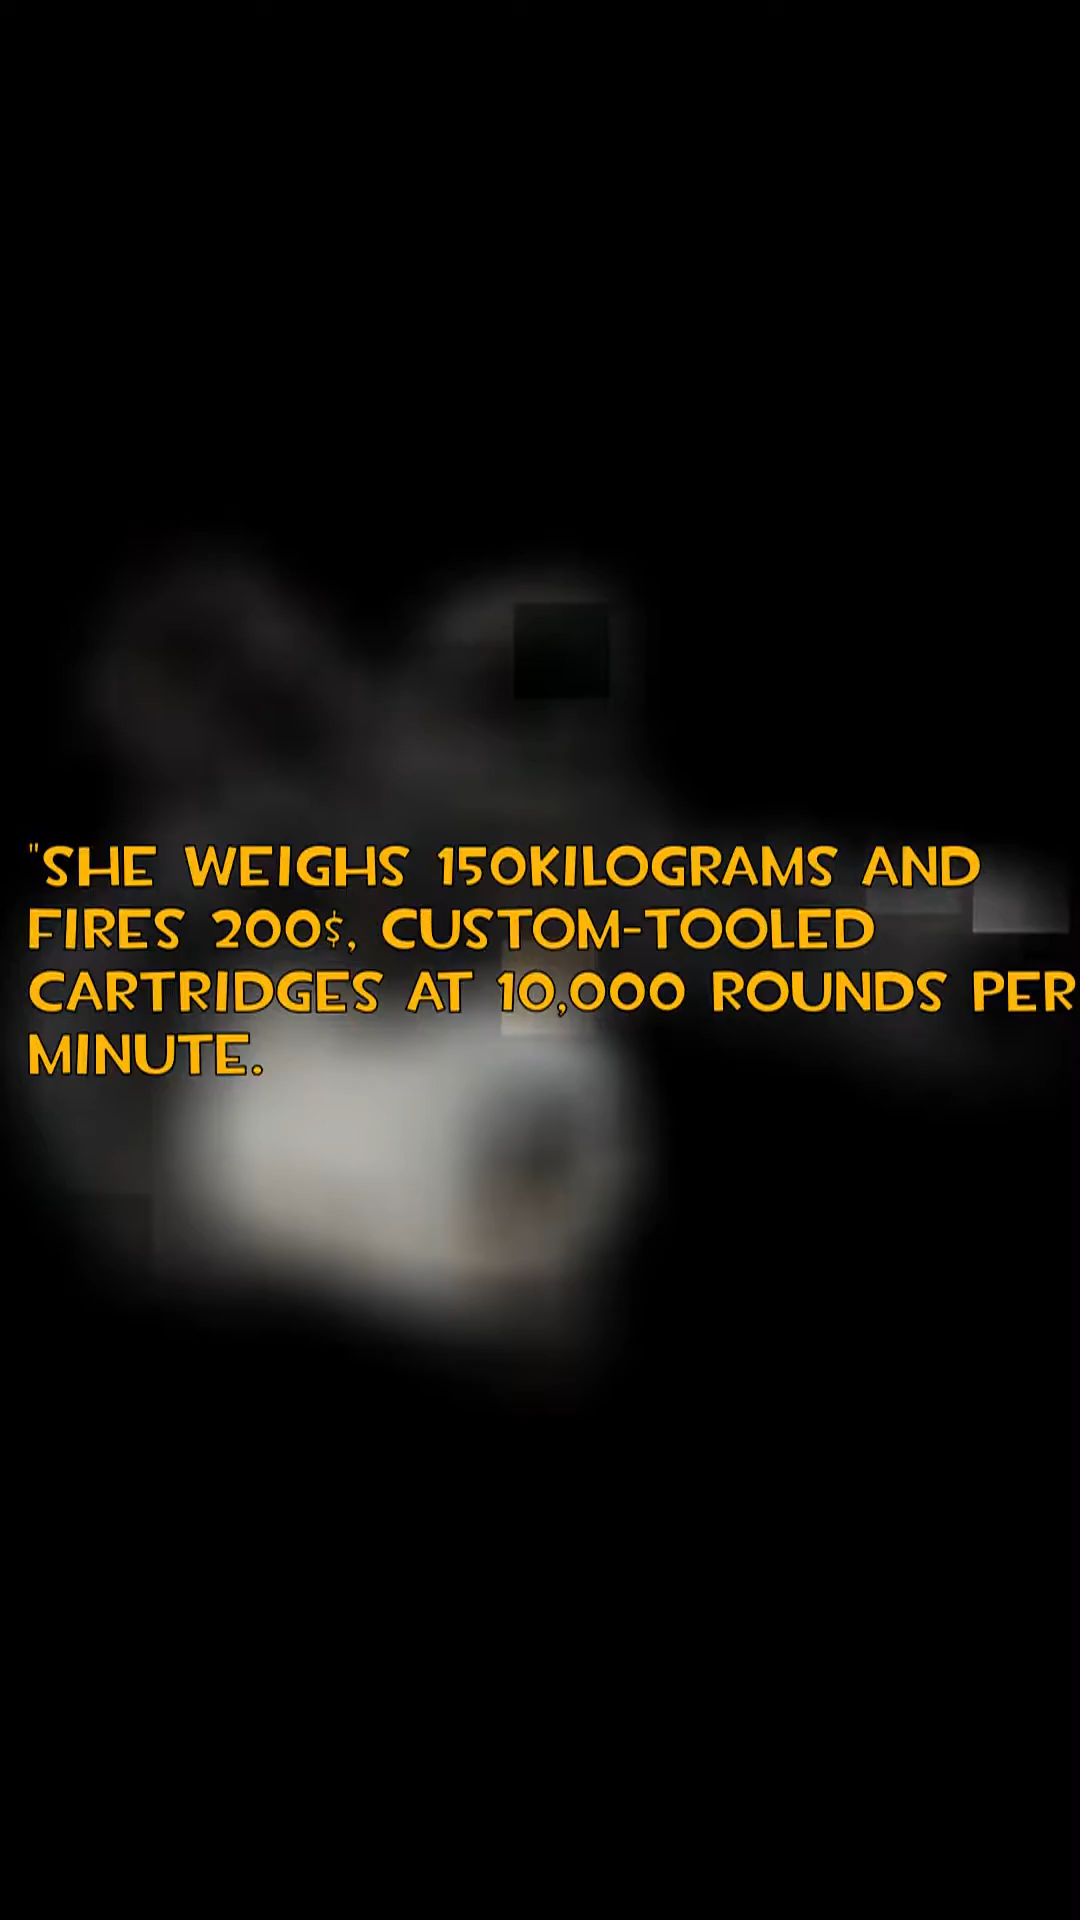 "SHE WEIGHS 150KILOGRAMS AND
FIRES 200$, CUSTOM-TOOLED
CARTRIDGES AT 10,000 ROUNDS PER
MINUTE.